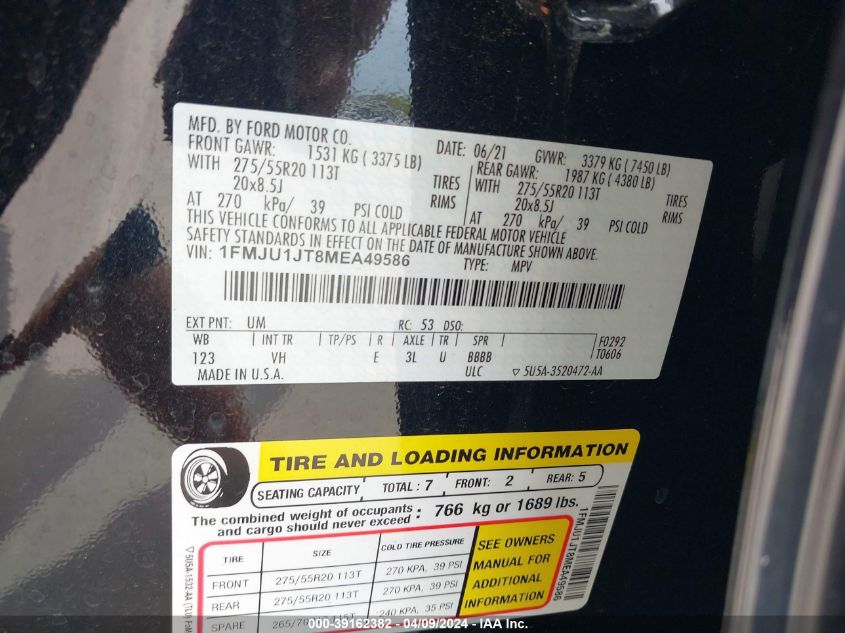 MFD. BY FORD MOTOR CO. DATE: 06/21 GVWR: 3379 KG ( 7450 LB)
FRONT GAWR: 1531 KG ( 3375 LB) REAR GAWR: 1987 KG ( 4380 LB)
WITH 275/55R20 113T TIRES WITH 275/55R20 113T TIRES
20x8.5J RIMS 20x8.5J RIMS
AT 270 kPa/ 39 PSI COLD AT 270 kPa/ 39 PSI COLD
THIS VEHICLE CONFORMS TO ALL APPLICABLE FEDERAL MOTOR VEHICLE
SAFETY STANDARDS IN EFFECT ON THE DATE OF MANUFACTURE SHOWN ABOVE.
VIN: 1FMJU1JT8MEA49586 TYPE: MPV
EXT PNT: UM RC: 53 DSO:
WB INT TR TP/PS R AXLE TR SPR F0292
123 VH E 3L U BBBB T0606
MADE IN U.S.A. ULC ▽ 5U5A-3520472-AA
TIRE AND LOADING INFORMATION
SEATING CAPACITY TOTAL : 7 FRONT: 2 REAR: 5
The combined weight of occupants and cargo should never exceed : 766 kg or 1689 lbs.
TIRE SIZE COLD TIRE PRESSURE
FRONT 275/55R20 113T 270 KPA, 39 PSI
REAR 275/55R20 113T 270 KPA, 39 PSI
SPARE 265/70 240 KPA, 35 PSI
SEE OWNERS
MANUAL FOR
ADDITIONAL
INFORMATION
1FMJU1JT8MEA49586
▽ 5U5A-1532-AA (TLU)
000-39162382 - 04/09/2024 - IAA Inc.